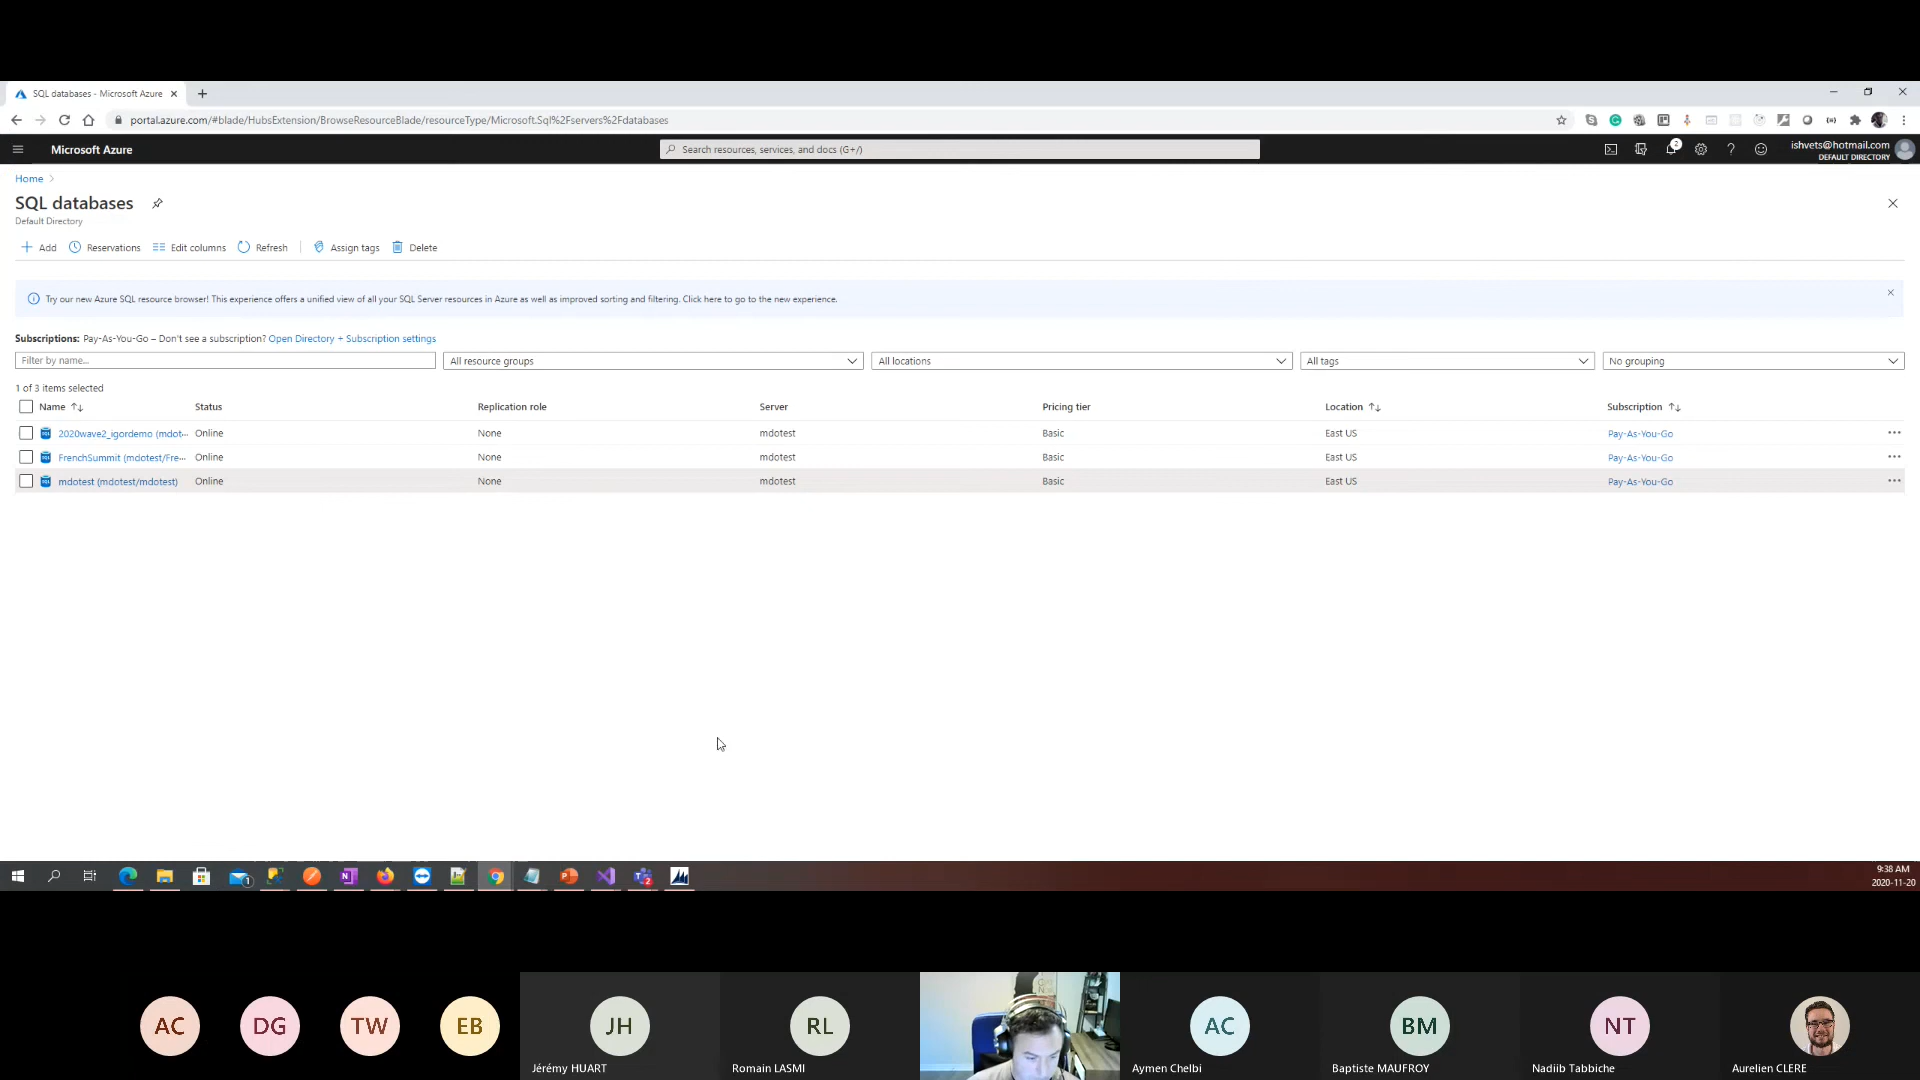 SQL databases - Microsoft Azure
portal.azure.com/#blade/HubsExtension/BrowseResourceBlade/resourceType/Microsoft.Sql%2Fservers%2Fdatabases
Microsoft Azure
Search resources, services, and docs (G+/)
2
ishvets@hotmail.com
DEFAULT DIRECTORY
Home
SQL databases
Default Directory
Add Reservations Edit columns Refresh Assign tags Delete
Try our new Azure SQL resource browser! This experience offers a unified view of all your SQL Server resources in Azure as well as improved sorting and filtering. Click here to go to the new experience.
Subscriptions: Pay-As-You-Go – Don't see a subscription? Open Directory + Subscription settings
Filter by name... All resource groups All locations All tags No grouping
1 of 3 items selected
Name Status Replication role Server Pricing tier Location Subscription
2020wave2_igordemo (mdot... Online None mdotest Basic East US Pay-As-You-Go
FrenchSummit (mdotest/Fre... Online None mdotest Basic East US Pay-As-You-Go
mdotest (mdotest/mdotest) Online None mdotest Basic East US Pay-As-You-Go
9:38 AM
2020-11-20
AC DG TW EB JH RL AC BM NT
Jérémy HUART Romain LASMI Aymen Chelbi Baptiste MAUFROY Nadiib Tabbiche Aurelien CLERE